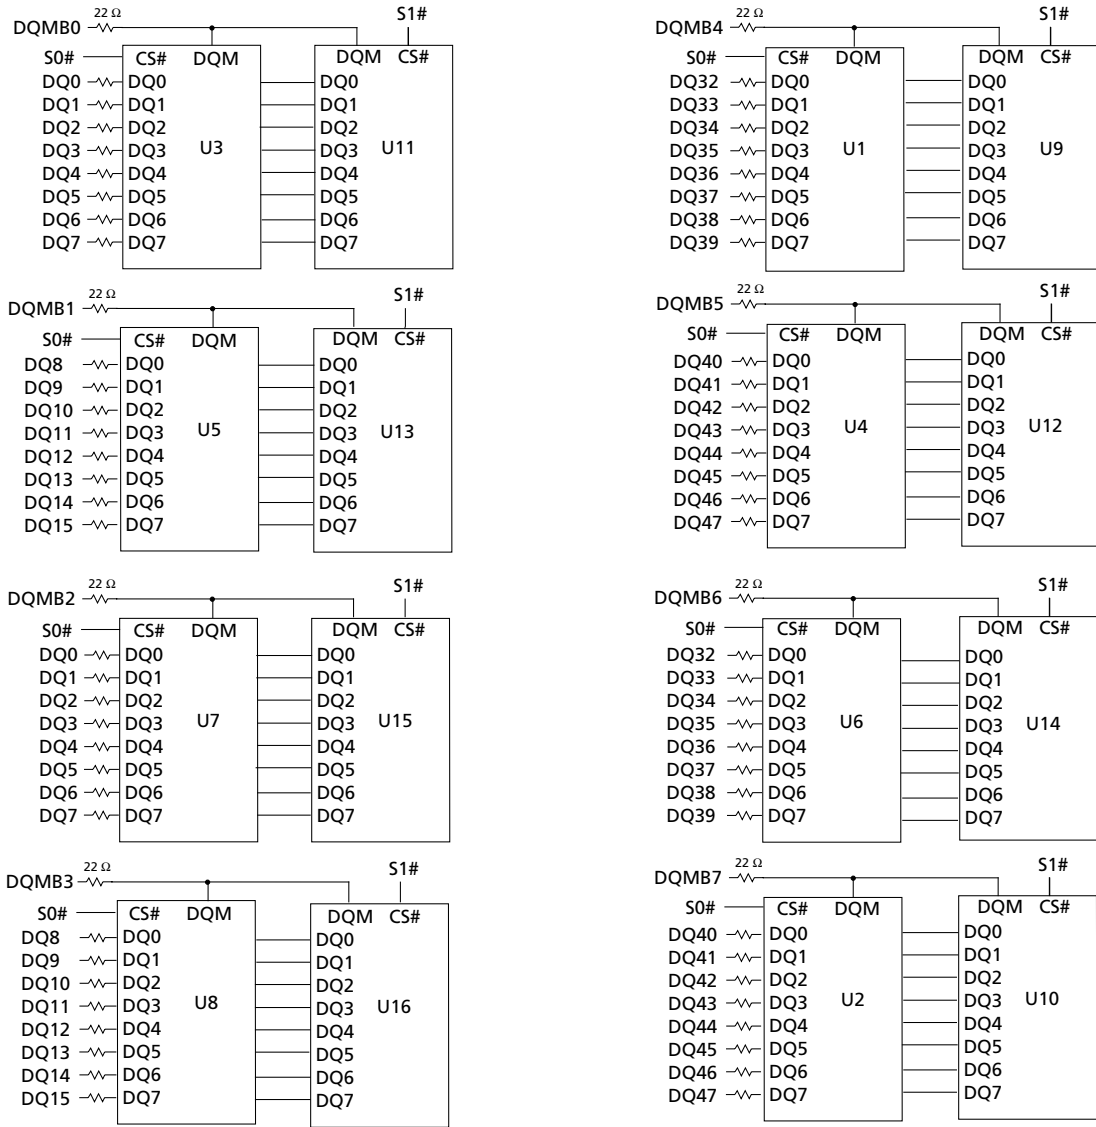 DQMB0 22 Ω S1#
S0# CS# DQM DQM CS#
DQ0 DQ0 DQ0
DQ1 DQ1 DQ1
DQ2 DQ2 DQ2
DQ3 DQ3 U3 DQ3 U11
DQ4 DQ4 DQ4
DQ5 DQ5 DQ5
DQ6 DQ6 DQ6
DQ7 DQ7 DQ7
DQMB4 22 Ω S1#
S0# CS# DQM DQM CS#
DQ32 DQ0 DQ0
DQ33 DQ1 DQ1
DQ34 DQ2 DQ2
DQ35 DQ3 U1 DQ3 U9
DQ36 DQ4 DQ4
DQ37 DQ5 DQ5
DQ38 DQ6 DQ6
DQ39 DQ7 DQ7
DQMB1 22 Ω S1#
S0# CS# DQM DQM CS#
DQ8 DQ0 DQ0
DQ9 DQ1 DQ1
DQ10 DQ2 DQ2
DQ11 DQ3 U5 DQ3 U13
DQ12 DQ4 DQ4
DQ13 DQ5 DQ5
DQ14 DQ6 DQ6
DQ15 DQ7 DQ7
DQMB5 22 Ω S1#
S0# CS# DQM DQM CS#
DQ40 DQ0 DQ0
DQ41 DQ1 DQ1
DQ42 DQ2 DQ2
DQ43 DQ3 U4 DQ3 U12
DQ44 DQ4 DQ4
DQ45 DQ5 DQ5
DQ46 DQ6 DQ6
DQ47 DQ7 DQ7
DQMB2 22 Ω S1#
S0# CS# DQM DQM CS#
DQ0 DQ0 DQ0
DQ1 DQ1 DQ1
DQ2 DQ2 DQ2
DQ3 DQ3 U7 DQ3 U15
DQ4 DQ4 DQ4
DQ5 DQ5 DQ5
DQ6 DQ6 DQ6
DQ7 DQ7 DQ7
DQMB6 22 Ω S1#
S0# CS# DQM DQM CS#
DQ32 DQ0 DQ0
DQ33 DQ1 DQ1
DQ34 DQ2 DQ2
DQ35 DQ3 U6 DQ3 U14
DQ36 DQ4 DQ4
DQ37 DQ5 DQ5
DQ38 DQ6 DQ6
DQ39 DQ7 DQ7
DQMB3 22 Ω S1#
S0# CS# DQM DQM CS#
DQ8 DQ0 DQ0
DQ9 DQ1 DQ1
DQ10 DQ2 DQ2
DQ11 DQ3 U8 DQ3 U16
DQ12 DQ4 DQ4
DQ13 DQ5 DQ5
DQ14 DQ6 DQ6
DQ15 DQ7 DQ7
DQMB7 22 Ω S1#
S0# CS# DQM DQM CS#
DQ40 DQ0 DQ0
DQ41 DQ1 DQ1
DQ42 DQ2 DQ2
DQ43 DQ3 U2 DQ3 U10
DQ44 DQ4 DQ4
DQ45 DQ5 DQ5
DQ46 DQ6 DQ6
DQ47 DQ7 DQ7